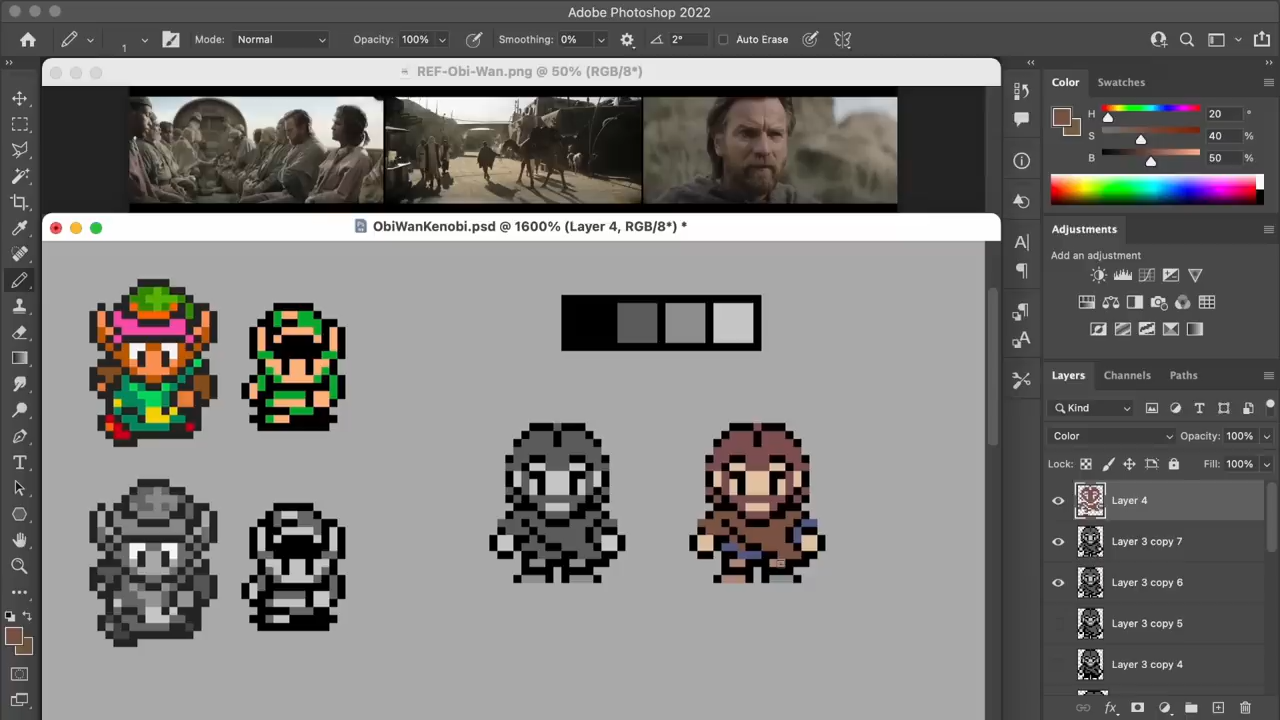 Adobe Photoshop 2022
1 Mode: Normal Opacity: 100% Smoothing: 0% 2° Auto Erase
REF-Obi-Wan.png @ 50% (RGB/8*)
ObiWanKenobi.psd @ 1600% (Layer 4, RGB/8*) *
Color Swatches
H 20 °
S 40 %
B 50 %
Adjustments
Add an adjustment
Layers Channels Paths
Kind
Color Opacity: 100%
Lock: Fill: 100%
Layer 4
Layer 3 copy 7
Layer 3 copy 6
Layer 3 copy 5
Layer 3 copy 4